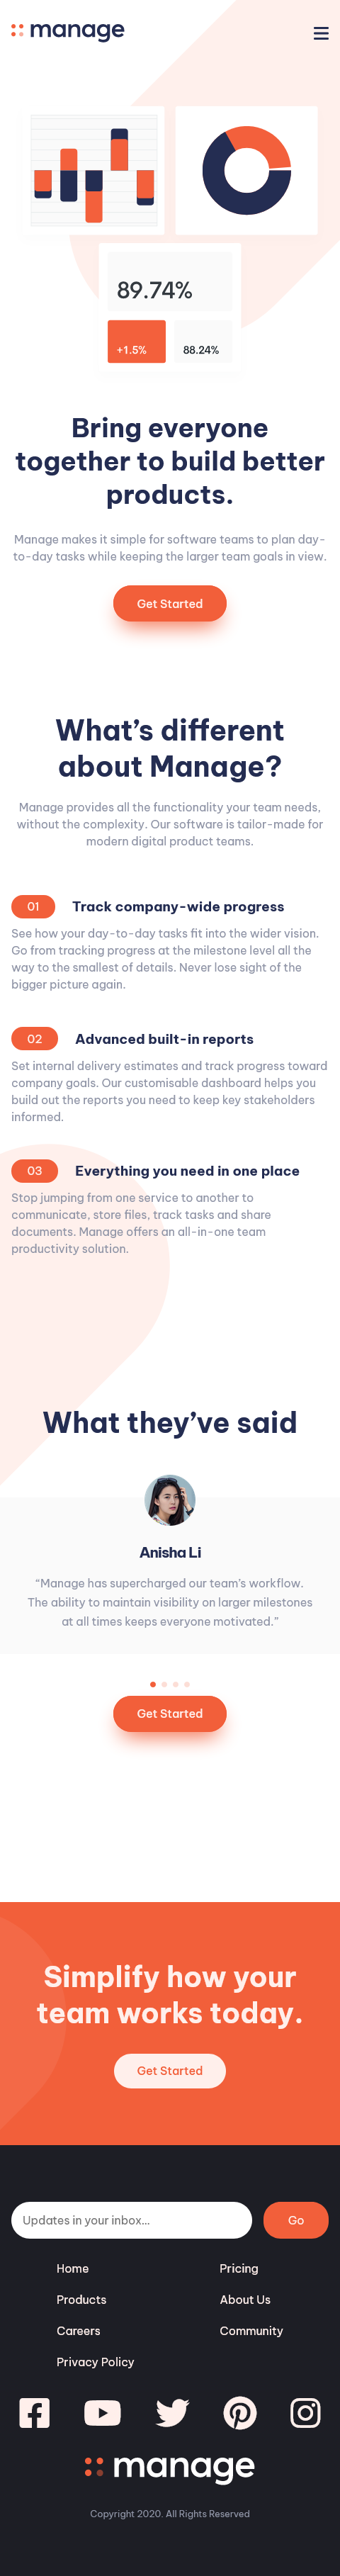 manage
89.74%
+1.5%
88.24%
Bring everyone
together to build better
products.
Manage makes it simple for software teams to plan day-
to-day tasks while keeping the larger team goals in view.
Get Started
What’s different
about Manage?
Manage provides all the functionality your team needs,
without the complexity. Our software is tailor-made for
modern digital product teams.
01 Track company-wide progress
See how your day-to-day tasks fit into the wider vision.
Go from tracking progress at the milestone level all the
way to the smallest of details. Never lose sight of the
bigger picture again.
02 Advanced built-in reports
Set internal delivery estimates and track progress toward
company goals. Our customisable dashboard helps you
build out the reports you need to keep key stakeholders
informed.
03 Everything you need in one place
Stop jumping from one service to another to
communicate, store files, track tasks and share
documents. Manage offers an all-in-one team
productivity solution.
What they’ve said
Anisha Li
“Manage has supercharged our team’s workflow.
The ability to maintain visibility on larger milestones
at all times keeps everyone motivated.”
Get Started
Simplify how your
team works today.
Get Started
Updates in your inbox...
Go
Home
Products
Careers
Privacy Policy
Pricing
About Us
Community
manage
Copyright 2020. All Rights Reserved